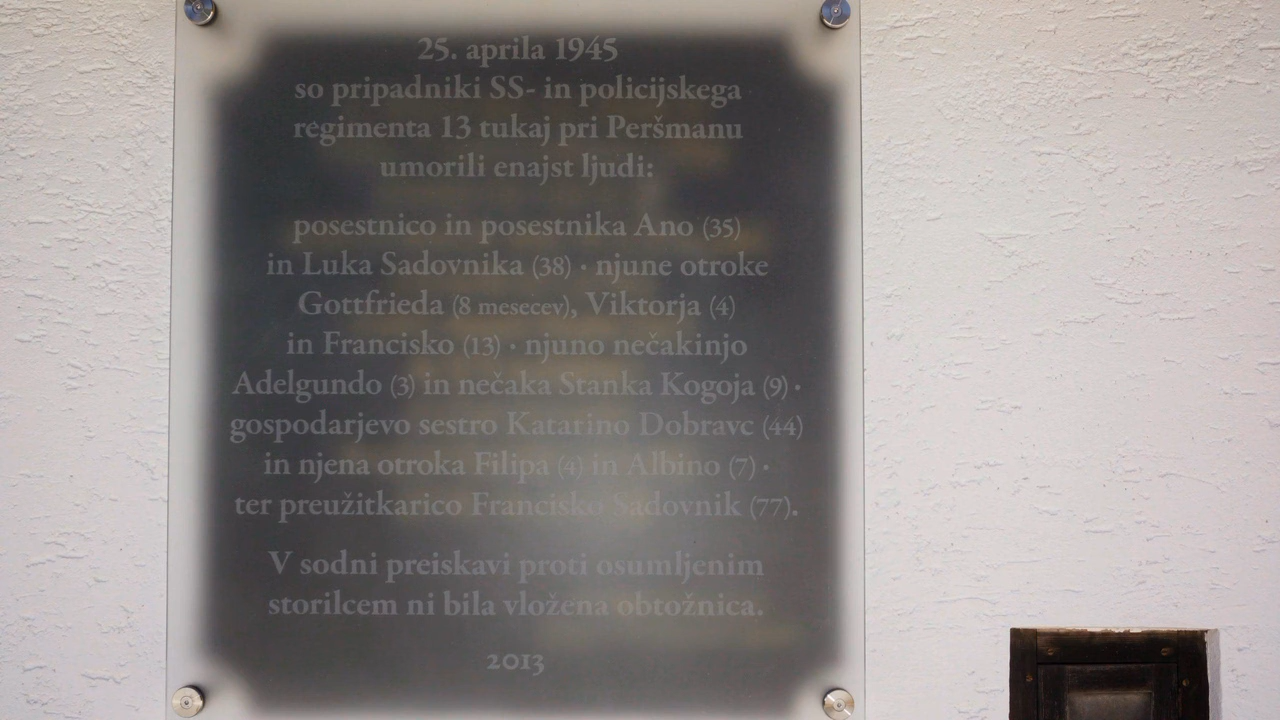 25. aprila 1945
so pripadniki SS- in policijskega
regimenta 13 tukaj pri Peršmanu
umorili enajst ljudi:
posestnico in posestnika Ano (35)
in Luka Sadovnika (38) · njune otroke
Gottfrieda (8 mesecev), Viktorja (4)
in Francisko (13) · njuno nečakinjo
Adelgundo (3) in nečaka Stanka Kogoja (9) ·
gospodarjevo sestro Katarino Dobravc (44)
in njena otroka Filipa (4) in Albino (7) ·
ter preužitkarico Francisko Sadovnik (77).
V sodni preiskavi proti osumljenim
storilcem ni bila vložena obtožnica.
2013